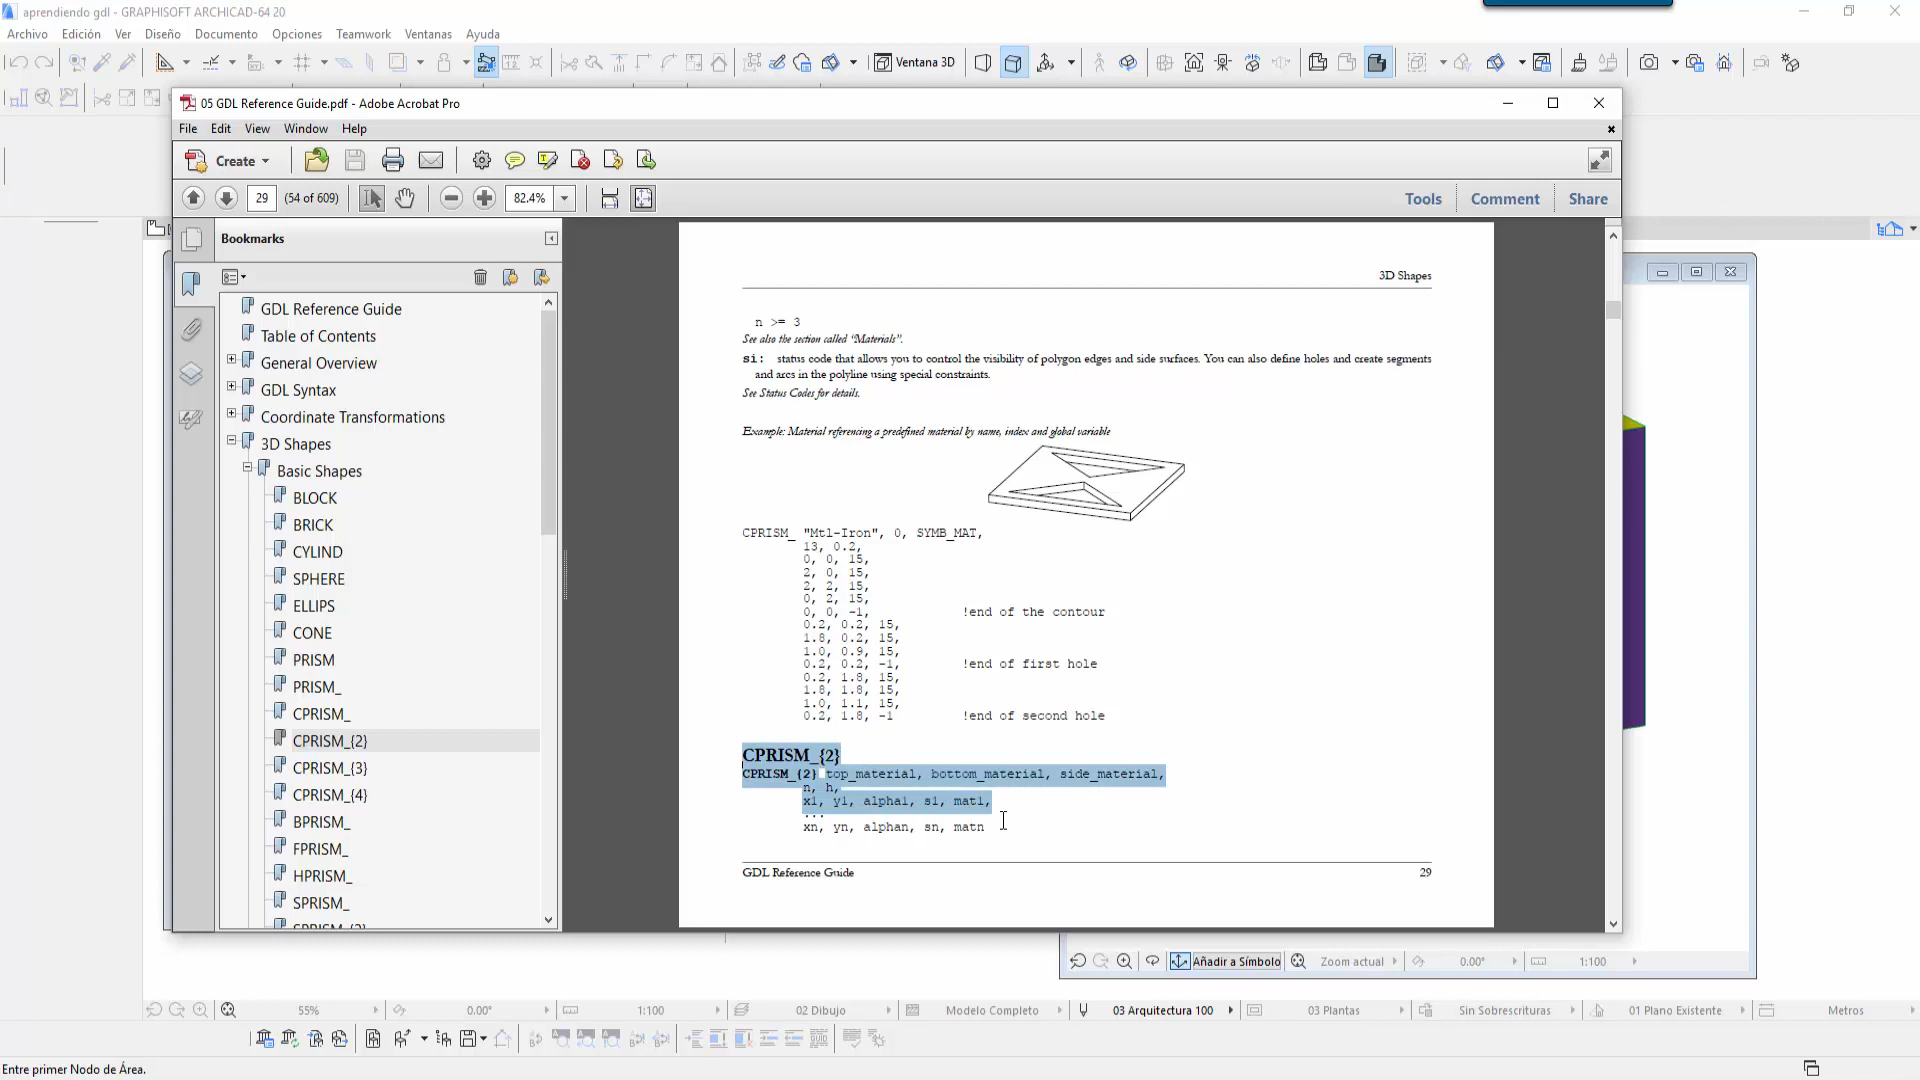 aprendiendo gdl - GRAPHISOFT ARCHICAD-64 20
Archivo Edición Ver Diseño Documento Opciones Teamwork Ventanas Ayuda
Ventana 3D
05 GDL Reference Guide.pdf - Adobe Acrobat Pro
File Edit View Window Help
Create
29 (54 of 609) 82.4% Tools Comment Share
Bookmarks
GDL Reference Guide
Table of Contents
General Overview
GDL Syntax
Coordinate Transformations
3D Shapes
Basic Shapes
BLOCK
BRICK
CYLIND
SPHERE
ELLIPS
CONE
PRISM
PRISM_
CPRISM_
CPRISM_{2}
CPRISM_{3}
CPRISM_{4}
BPRISM_
FPRISM_
HPRISM_
SPRISM_
SPRISM_{2}
3D Shapes
n >= 3
See also the section called “Materials”.
si: status code that allows you to control the visibility of polygon edges and side surfaces. You can also define holes and create segments
and arcs in the polyline using special constraints.
See Status Codes for details.
Example: Material referencing a predefined material by name, index and global variable
CPRISM_ "Mtl-Iron", 0, SYMB_MAT,
13, 0.2,
0, 0, 15,
2, 0, 15,
2, 2, 15,
0, 2, 15,
0, 0, -1, !end of the contour
0.2, 0.2, 15,
1.8, 0.2, 15,
1.0, 0.9, 15,
0.2, 0.2, -1, !end of first hole
0.2, 1.8, 15,
1.8, 1.8, 15,
1.0, 1.1, 15,
0.2, 1.8, -1 !end of second hole
CPRISM_{2}
CPRISM_{2} top_material, bottom_material, side_material,
n, h,
x1, y1, alpha1, s1, mat1,
...
xn, yn, alphan, sn, matn
GDL Reference Guide 29
Añadir a Símbolo Zoom actual 0.00° 1:100
55% 0.00° 1:100 02 Dibujo Modelo Completo 03 Arquitectura 100 03 Plantas Sin Sobrescrituras 01 Plano Existente Metros
Entre primer Nodo de Área.